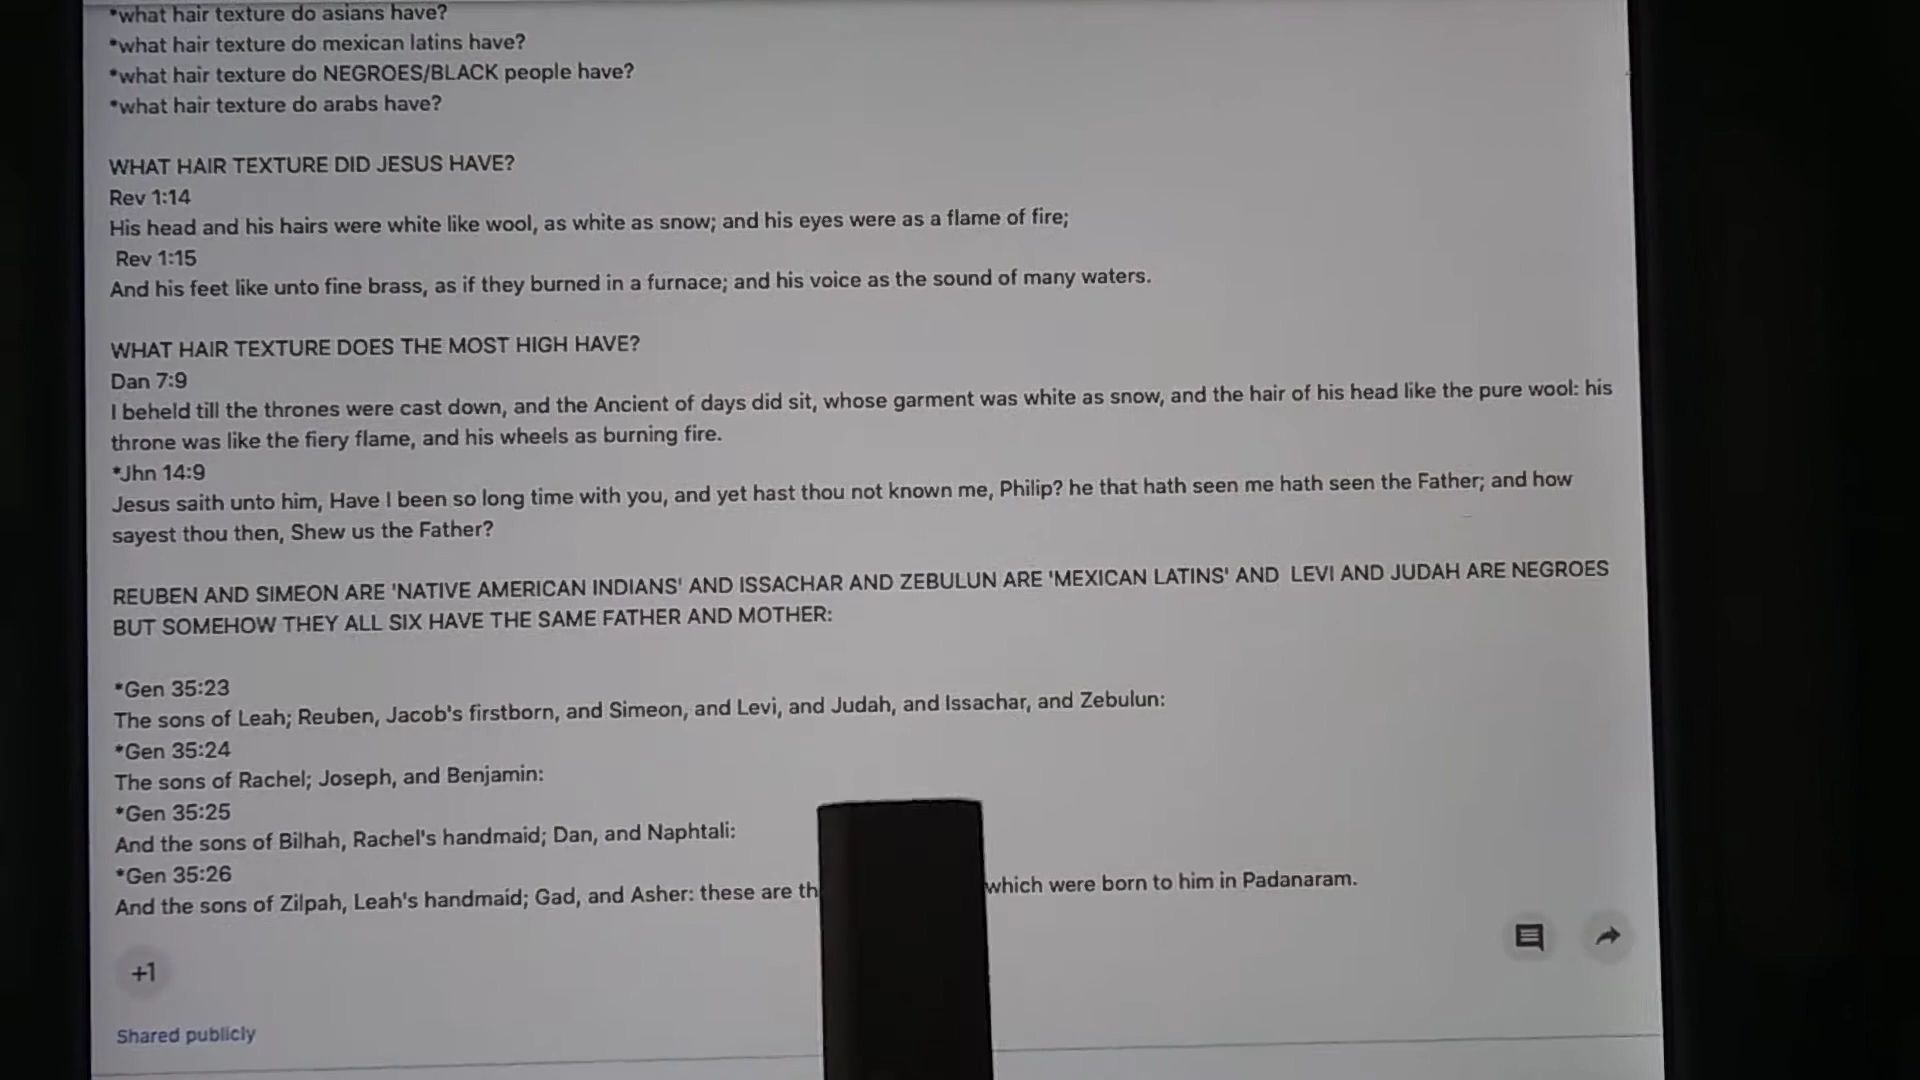 *what hair texture do asians have?
*what hair texture do mexican latins have?
*what hair texture do NEGROES/BLACK people have?
*what hair texture do arabs have?
WHAT HAIR TEXTURE DID JESUS HAVE?
Rev 1:14
His head and his hairs were white like wool, as white as snow; and his eyes were as a flame of fire;
Rev 1:15
And his feet like unto fine brass, as if they burned in a furnace; and his voice as the sound of many waters.
WHAT HAIR TEXTURE DOES THE MOST HIGH HAVE?
Dan 7:9
I beheld till the thrones were cast down, and the Ancient of days did sit, whose garment was white as snow, and the hair of his head like the pure wool: his
throne was like the fiery flame, and his wheels as burning fire.
*Jhn 14:9
Jesus saith unto him, Have I been so long time with you, and yet hast thou not known me, Philip? he that hath seen me hath seen the Father; and how
sayest thou then, Shew us the Father?
REUBEN AND SIMEON ARE 'NATIVE AMERICAN INDIANS' AND ISSACHAR AND ZEBULUN ARE 'MEXICAN LATINS' AND LEVI AND JUDAH ARE NEGROES
BUT SOMEHOW THEY ALL SIX HAVE THE SAME FATHER AND MOTHER:
*Gen 35:23
The sons of Leah; Reuben, Jacob's firstborn, and Simeon, and Levi, and Judah, and Issachar, and Zebulun:
*Gen 35:24
The sons of Rachel; Joseph, and Benjamin:
*Gen 35:25
And the sons of Bilhah, Rachel's handmaid; Dan, and Naphtali:
*Gen 35:26
And the sons of Zilpah, Leah's handmaid; Gad, and Asher: these are th which were born to him in Padanaram.
+1
Shared publicly